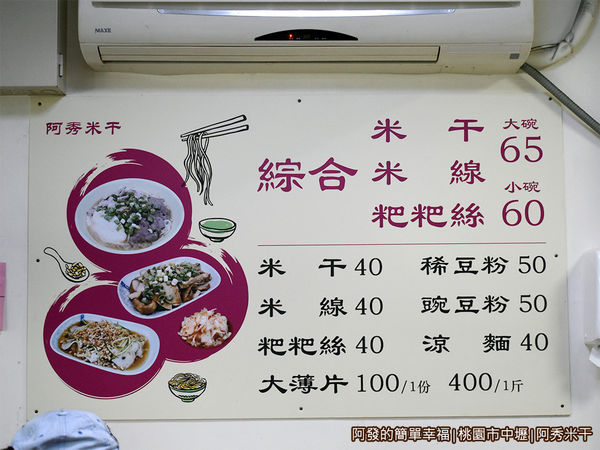 MAXE
阿秀米干
綜合
米干
米線
粑粑絲
大碗
65
小碗
60
米干 40 稀豆粉 50
米線 40 豌豆粉 50
粑粑絲 40 涼麵 40
大薄片 100/1份 400/1斤
阿發的簡單幸福|桃園市中壢|阿秀米干